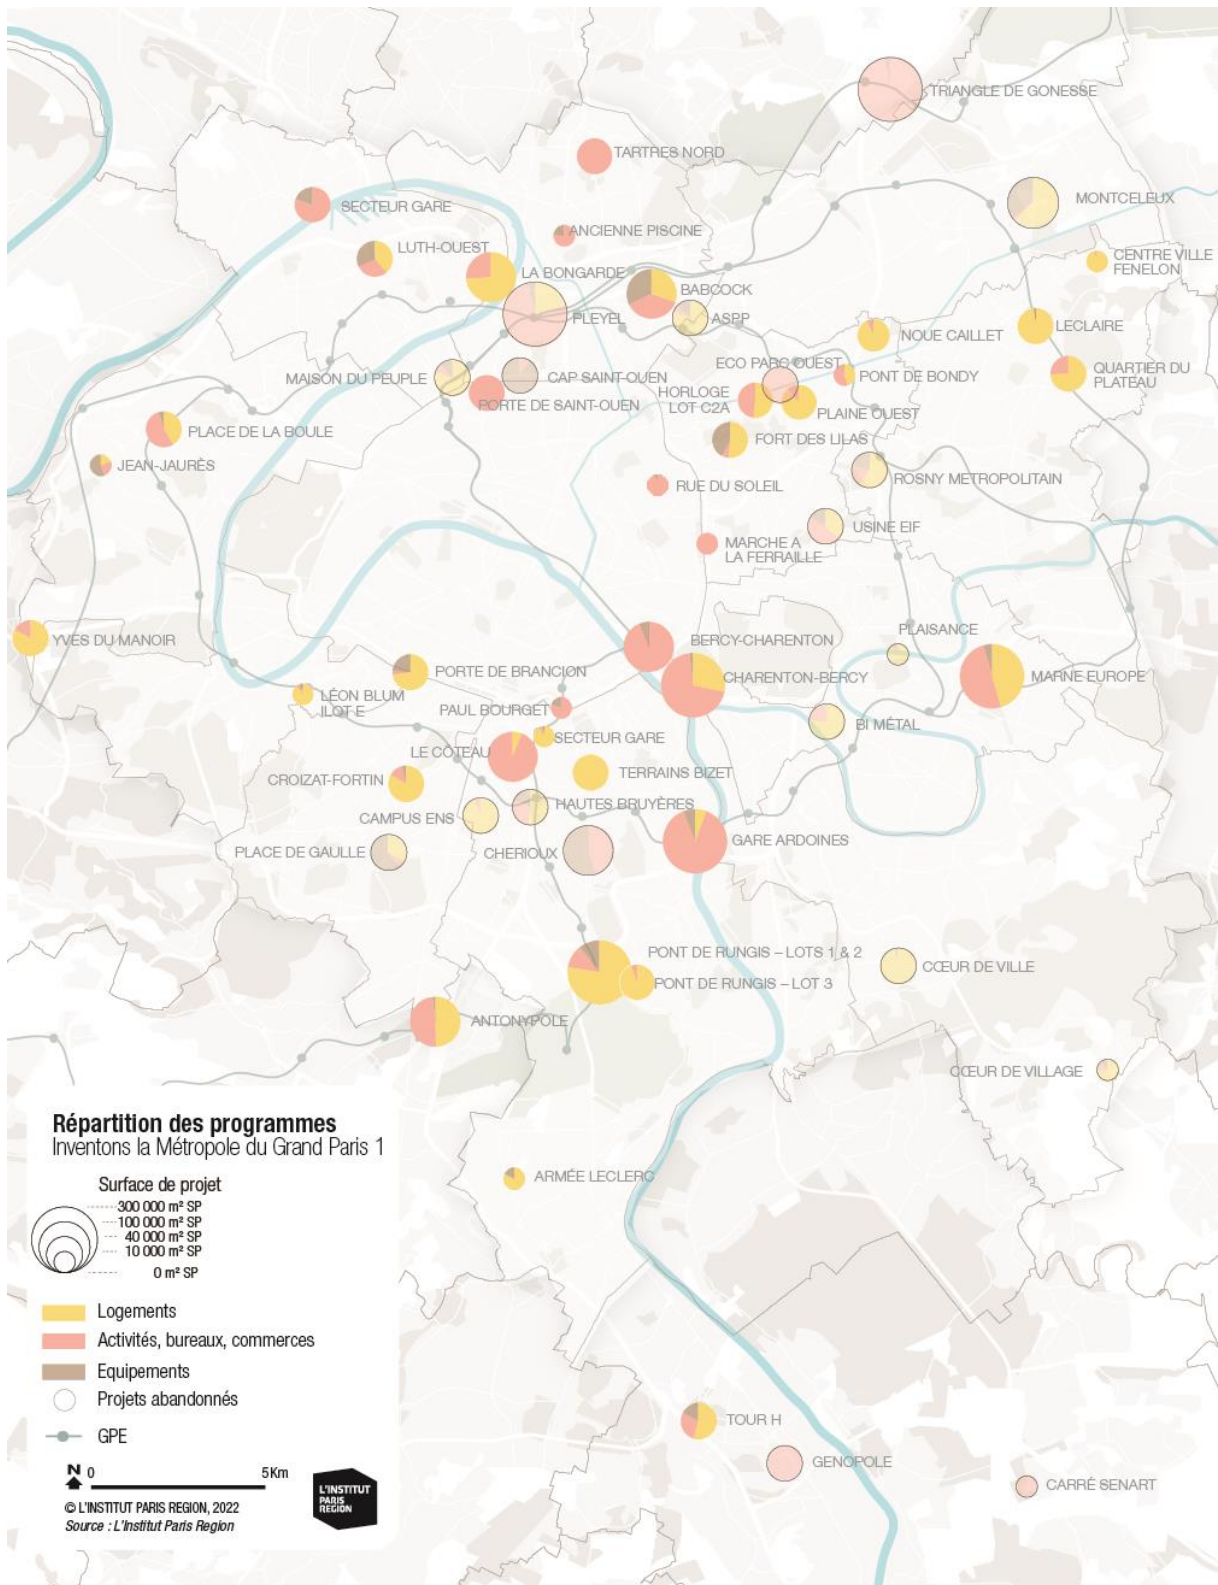 TRIANGLE DE GONESSE
TARTRES NORD
MONTCELEUX
SECTEUR GARE
ANCIENNE PISCINE
LUTH-OUEST
CENTRE VILLE
FENELON
LA BONGARDE
BABCOCK
PLEYEL
ASPP
LECLAIRE
NOUE CAILLET
ECO PARC OUEST
QUARTIER DU
PLATEAU
MAISON DU PEUPLE
CAP SAINT-OUEN
PONT DE BONDY
HORLOGE
LOT C2A
PORTE DE SAINT-OUEN
PLAINE OUEST
PLACE DE LA BOULE
FORT DES LILAS
JEAN-JAURÈS
ROSNY METROPOLITAIN
RUE DU SOLEIL
USINE EIF
MARCHE A
LA FERRAILLE
PLAISANCE
YVES DU MANOIR
BERCY-CHARENTON
PORTE DE BRANCION
CHARENTON-BERCY
MARNE EUROPE
LÉON BLUM
ILOT E
PAUL BOURGET
BI MÉTAL
SECTEUR GARE
LE COTEAU
CROIZAT-FORTIN
TERRAINS BIZET
HAUTES BRUYÈRES
CAMPUS ENS
GARE ARDOINES
PLACE DE GAULLE
CHERIOUX
PONT DE RUNGIS – LOTS 1 & 2
CŒUR DE VILLE
PONT DE RUNGIS – LOT 3
ANTONYPOLE
CŒUR DE VILLAGE
Répartition des programmes
Inventons la Métropole du Grand Paris 1
ARMÉE LECLERC
Surface de projet
300 000 m² SP
100 000 m² SP
40 000 m² SP
10 000 m² SP
0 m² SP
Logements
Activités, bureaux, commerces
Equipements
Projets abandonnés
GPE
TOUR H
GENOPOLE
CARRÉ SENART
N 0 5 Km
L'INSTITUT
PARIS
REGION
© L'INSTITUT PARIS REGION, 2022
Source : L'Institut Paris Region